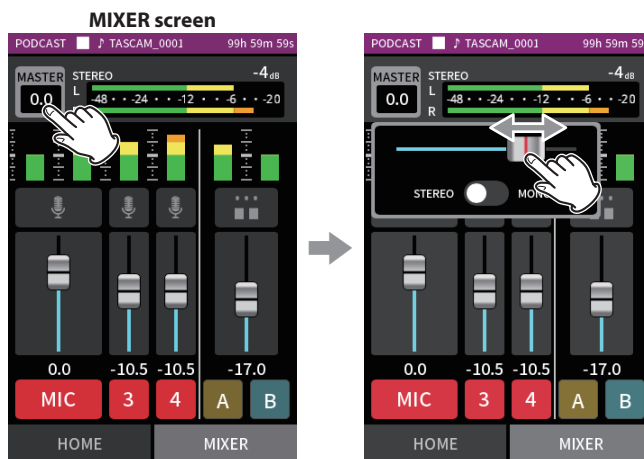 MIXER screen
PODCAST ♪ TASCAM_0001 99h 59m 59s
MASTER STEREO -4dB
0.0 L -48 · · -24 · · -12 · · -6 · · -20
R
0.0 -10.5 -10.5 -17.0
MIC 3 4 A B
HOME MIXER
PODCAST ♪ TASCAM_0001 99h 59m 59
MASTER STEREO -4dB
0.0 L -48 · · -24 · · -12 · · -6 · · -20
R
STEREO MONO
0.0 -10.5 -10.5 -17.0
MIC 3 4 A B
HOME MIXER